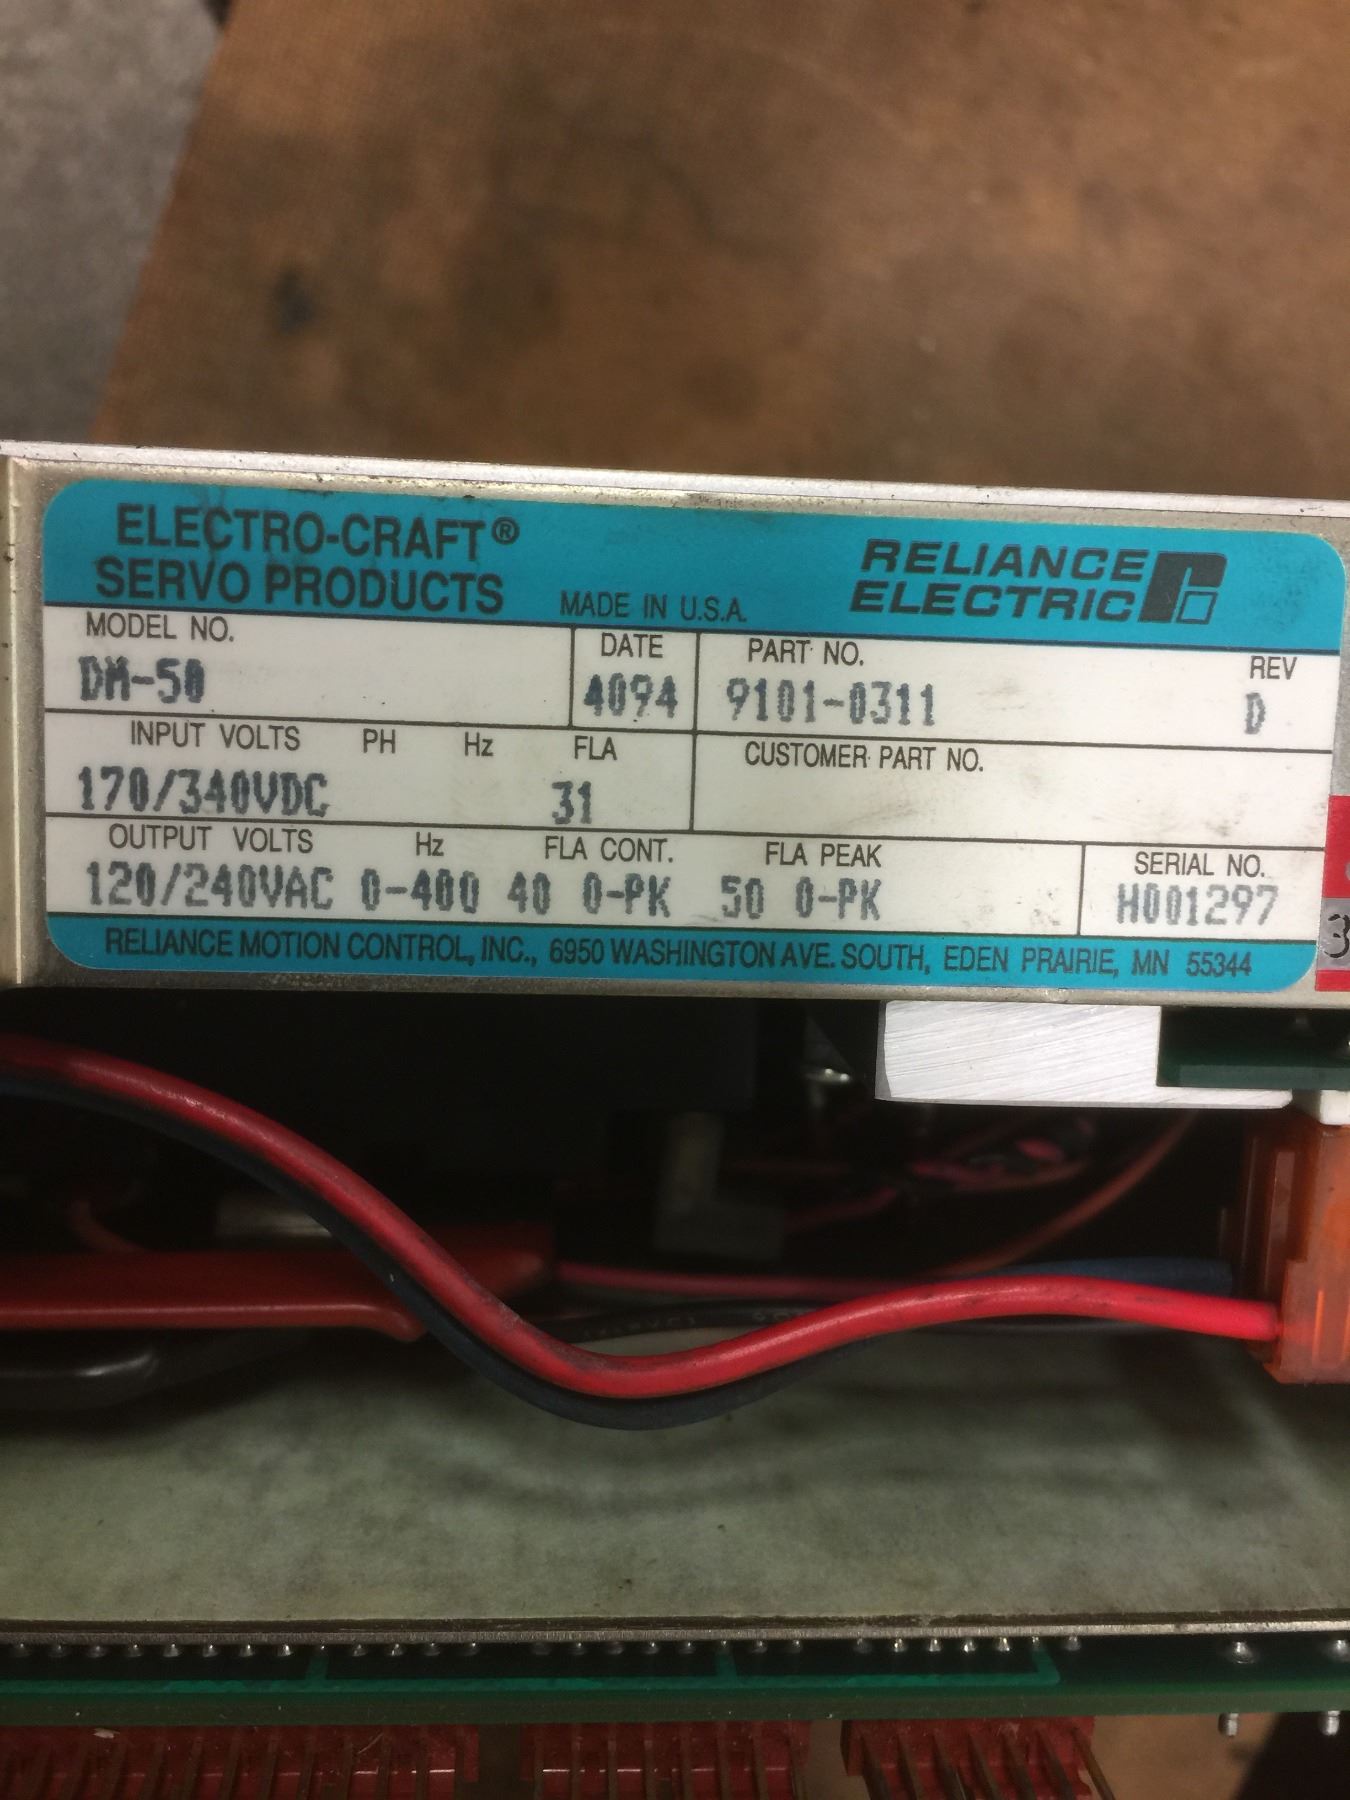 ELECTRO-CRAFT®
SERVO PRODUCTS
MADE IN U.S.A.
RELIANCE
ELECTRIC
MODEL NO.
DM-50
DATE
4094
PART NO.
9101-0311
REV
D
INPUT VOLTS PH Hz FLA
170/340VDC 31
CUSTOMER PART NO.
OUTPUT VOLTS Hz FLA CONT. FLA PEAK
120/240VAC 0-400 40 0-PK 50 0-PK
SERIAL NO.
H001297
RELIANCE MOTION CONTROL, INC., 6950 WASHINGTON AVE. SOUTH, EDEN PRAIRIE, MN 55344
3